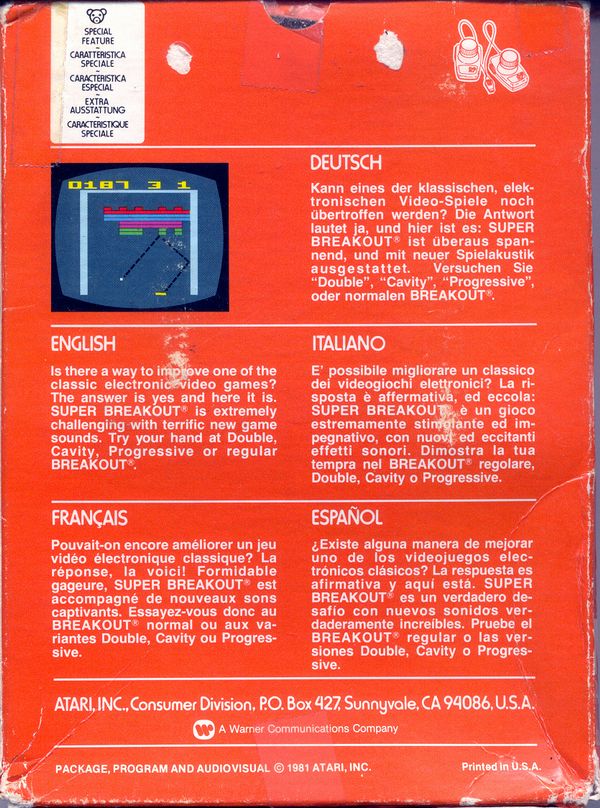 SPECIAL
FEATURE
~
CARATTERISTICA
SPECIALE
~
CARACTERISTICA
ESPECIAL
~
EXTRA
AUSSTATTUNG
~
CARACTERISTIQUE
SPECIALE
0187 3 1
DEUTSCH
Kann eines der klassischen, elek-
tronischen Video-Spiele noch
übertroffen werden? Die Antwort
lautet ja, und hier ist es: SUPER
BREAKOUT® ist überaus span-
nend, und mit neuer Spielakustik
ausgestattet. Versuchen Sie
“Double”, “Cavity”, “Progressive”,
oder normalen BREAKOUT®.
ENGLISH
Is there a way to improve one of the
classic electronic video games?
The answer is yes and here it is.
SUPER BREAKOUT® is extremely
challenging with terrific new game
sounds. Try your hand at Double,
Cavity, Progressive or regular
BREAKOUT®.
ITALIANO
E' possibile migliorare un classico
dei videogiochi elettronici? La ri-
sposta è affermativa, ed eccola:
SUPER BREAKOUT® è un gioco
estremamente stimolante ed im-
pegnativo, con nuovi ed eccitanti
effetti sonori. Dimostra la tua
tempra nel BREAKOUT® regolare,
Double, Cavity o Progressive.
FRANÇAIS
Pouvait-on encore améliorer un jeu
vidéo électronique classique? La
réponse, la voici! Formidable
gageure, SUPER BREAKOUT® est
accompagné de nouveaux sons
captivants. Essayez-vous donc au
BREAKOUT® normal ou aux va-
riantes Double, Cavity ou Progres-
sive.
ESPAÑOL
¿Existe alguna manera de mejorar
uno de los videojuegos elec-
trónicos clásicos? La respuesta es
afirmativa y aquí está. SUPER
BREAKOUT® es un verdadero de-
safío con nuevos sonidos ver-
daderamente increíbles. Pruebe el
BREAKOUT® regular o las ver-
siones Double, Cavity o Progres-
sive.
ATARI, INC., Consumer Division, P.O. Box 427, Sunnyvale, CA 94086, U.S.A.
A Warner Communications Company
PACKAGE, PROGRAM AND AUDIOVISUAL © 1981 ATARI, INC.
Printed in U.S.A.